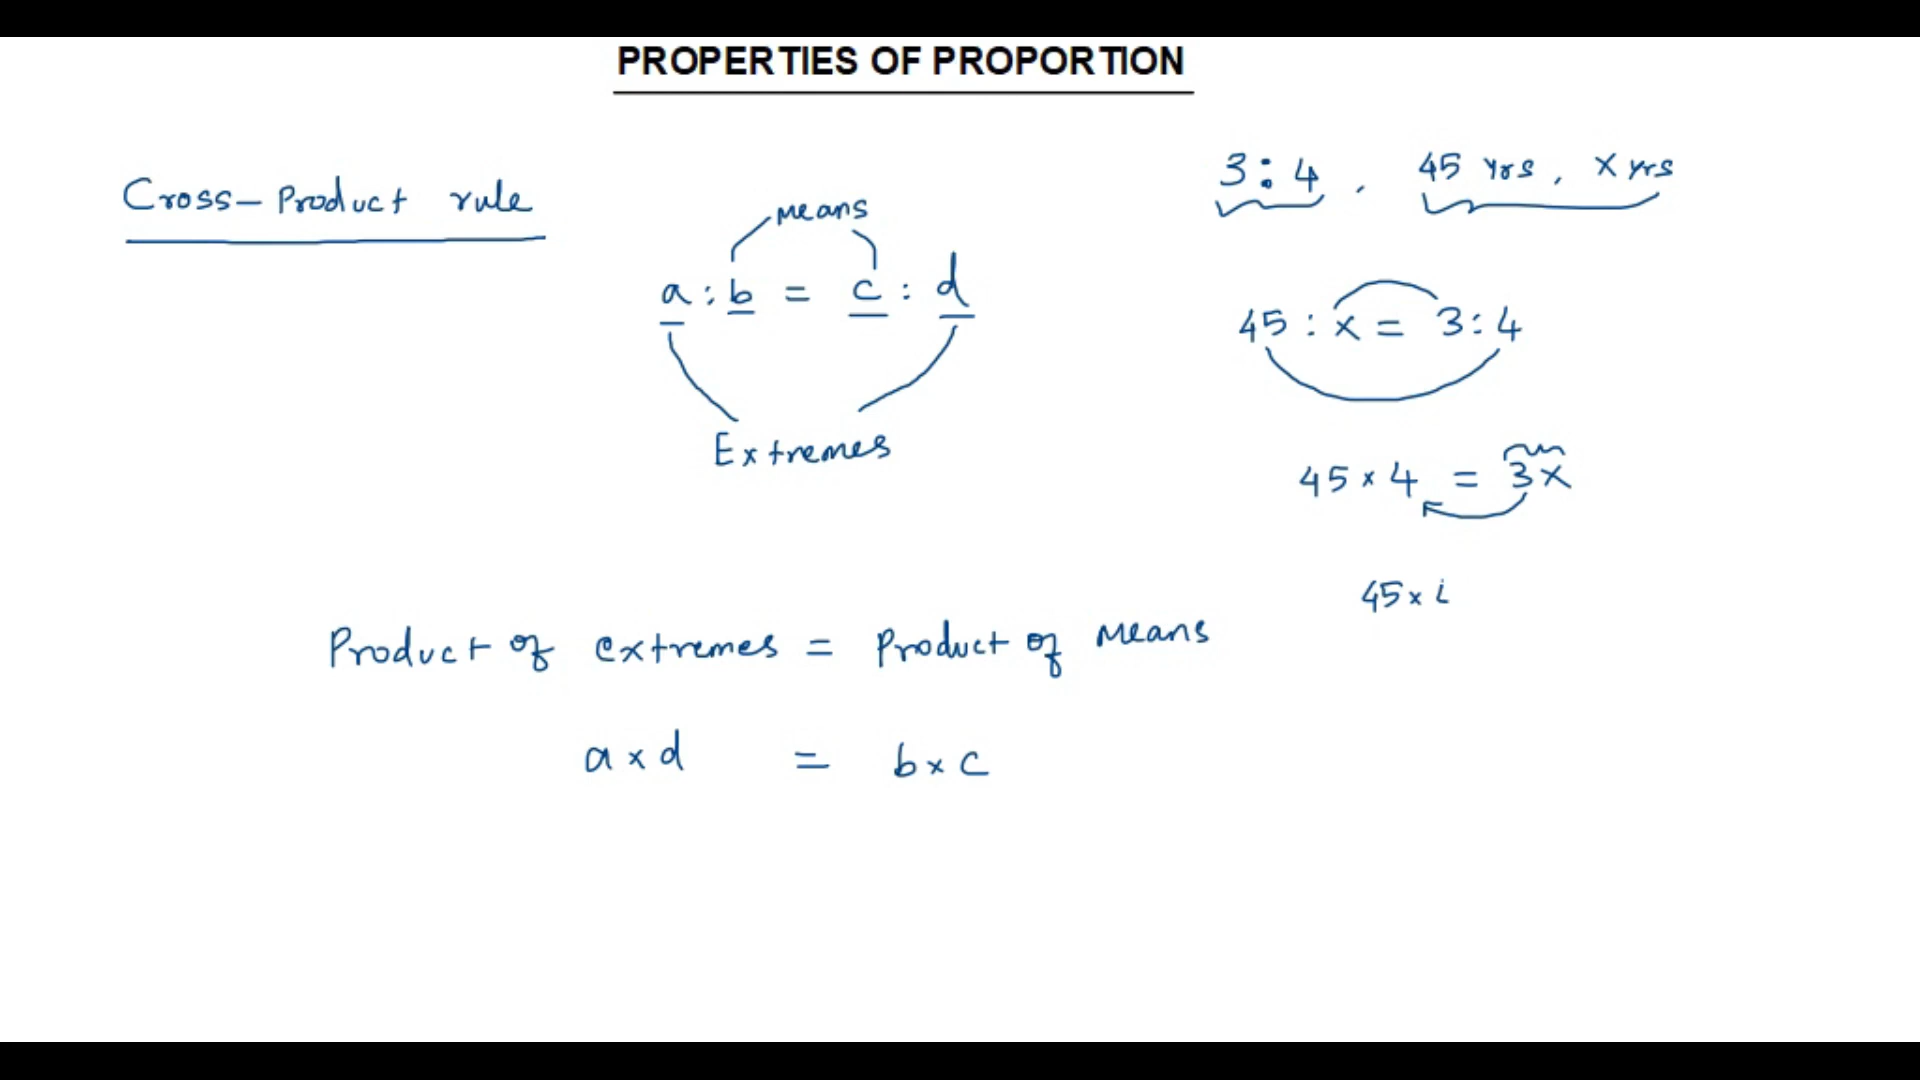 PROPERTIES OF PROPORTION
Cross-Product rule
Means
a : b = c : d
Extremes
Product of extremes = Product of Means
a × d = b × c
3 : 4 , 45 yrs , x yrs
45 : x = 3 : 4
45 × 4 = 3x
45 ×